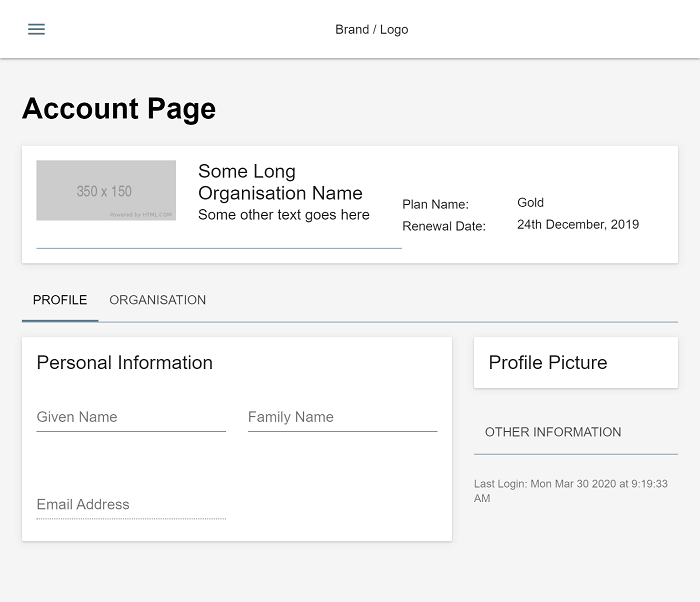 Brand / Logo
Account Page
350 x 150
Powered by HTML.COM
Some Long
Organisation Name
Some other text goes here
Plan Name:
Gold
Renewal Date:
24th December, 2019
PROFILE
ORGANISATION
Personal Information
Given Name
Family Name
Email Address
Profile Picture
OTHER INFORMATION
Last Login: Mon Mar 30 2020 at 9:19:33
AM